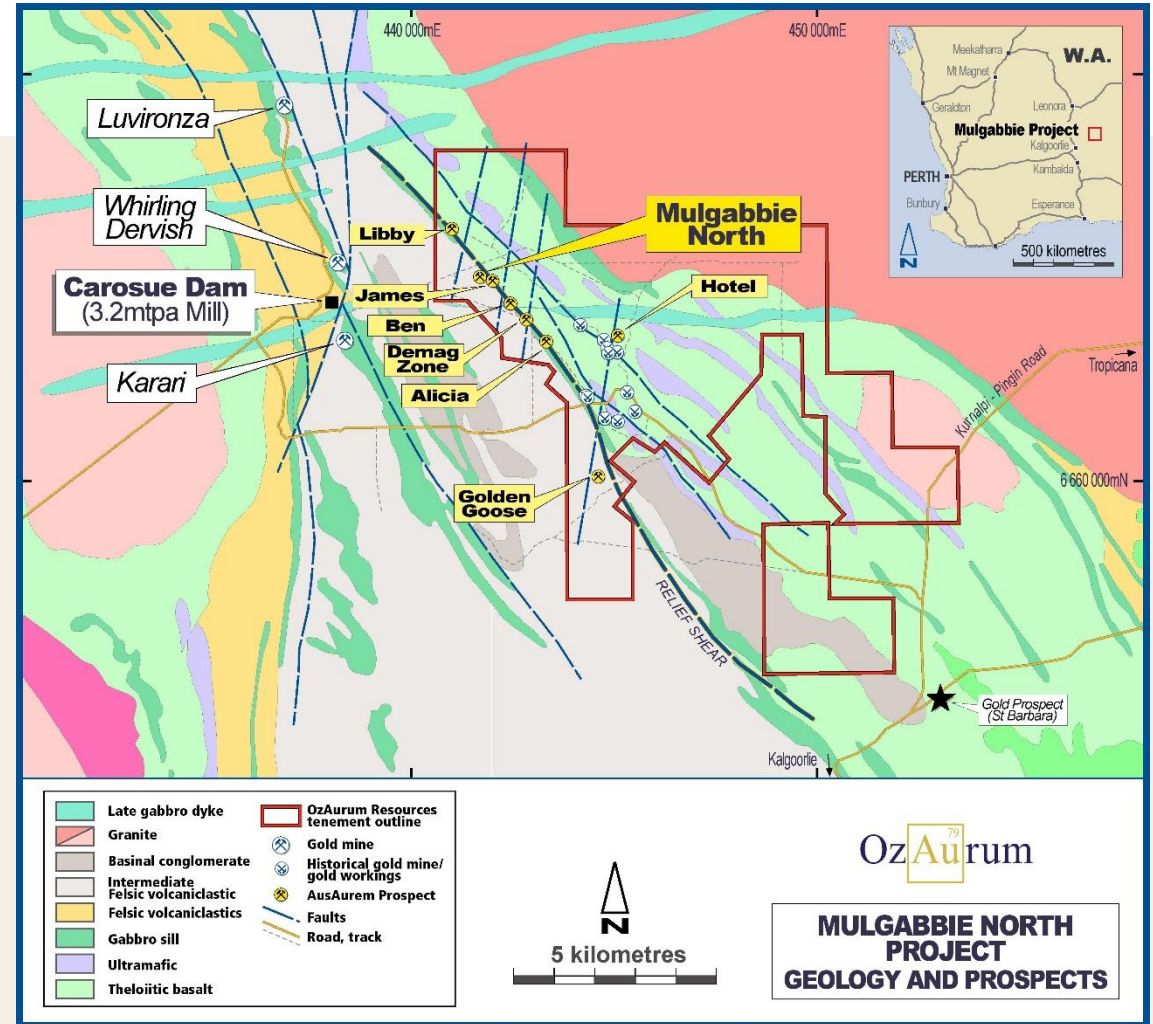 440 000mE
450 000mE
Luvironza
Whirling
Dervish
Carosue Dam
(3.2mtpa Mill)
Karari
Libby
James
Ben
Demag
Zone
Alicia
Mulgabbie
North
Hotel
Golden
Goose
RELIEF SHEAR
Kurnalpi - Pingin Road
Tropicana
6 660 000mN
Gold Prospect
(St Barbara)
Kalgoorlie
Meekatharra
W.A.
Mt Magnet
Geraldton
Leonora
Mulgabbie Project
Kalgoorlie
Kambalda
PERTH
Bunbury
Esperance
N
500 kilometres
Late gabbro dyke
Granite
Basinal conglomerate
Intermediate
Felsic volcaniclastic
Felsic volcaniclastics
Gabbro sill
Ultramafic
Theloiitic basalt
OzAurum Resources
tenement outline
Gold mine
Historical gold mine/
gold workings
AusAurem Prospect
Faults
Road, track
N
5 kilometres
79
OzAurum
MULGABBIE NORTH
PROJECT
GEOLOGY AND PROSPECTS